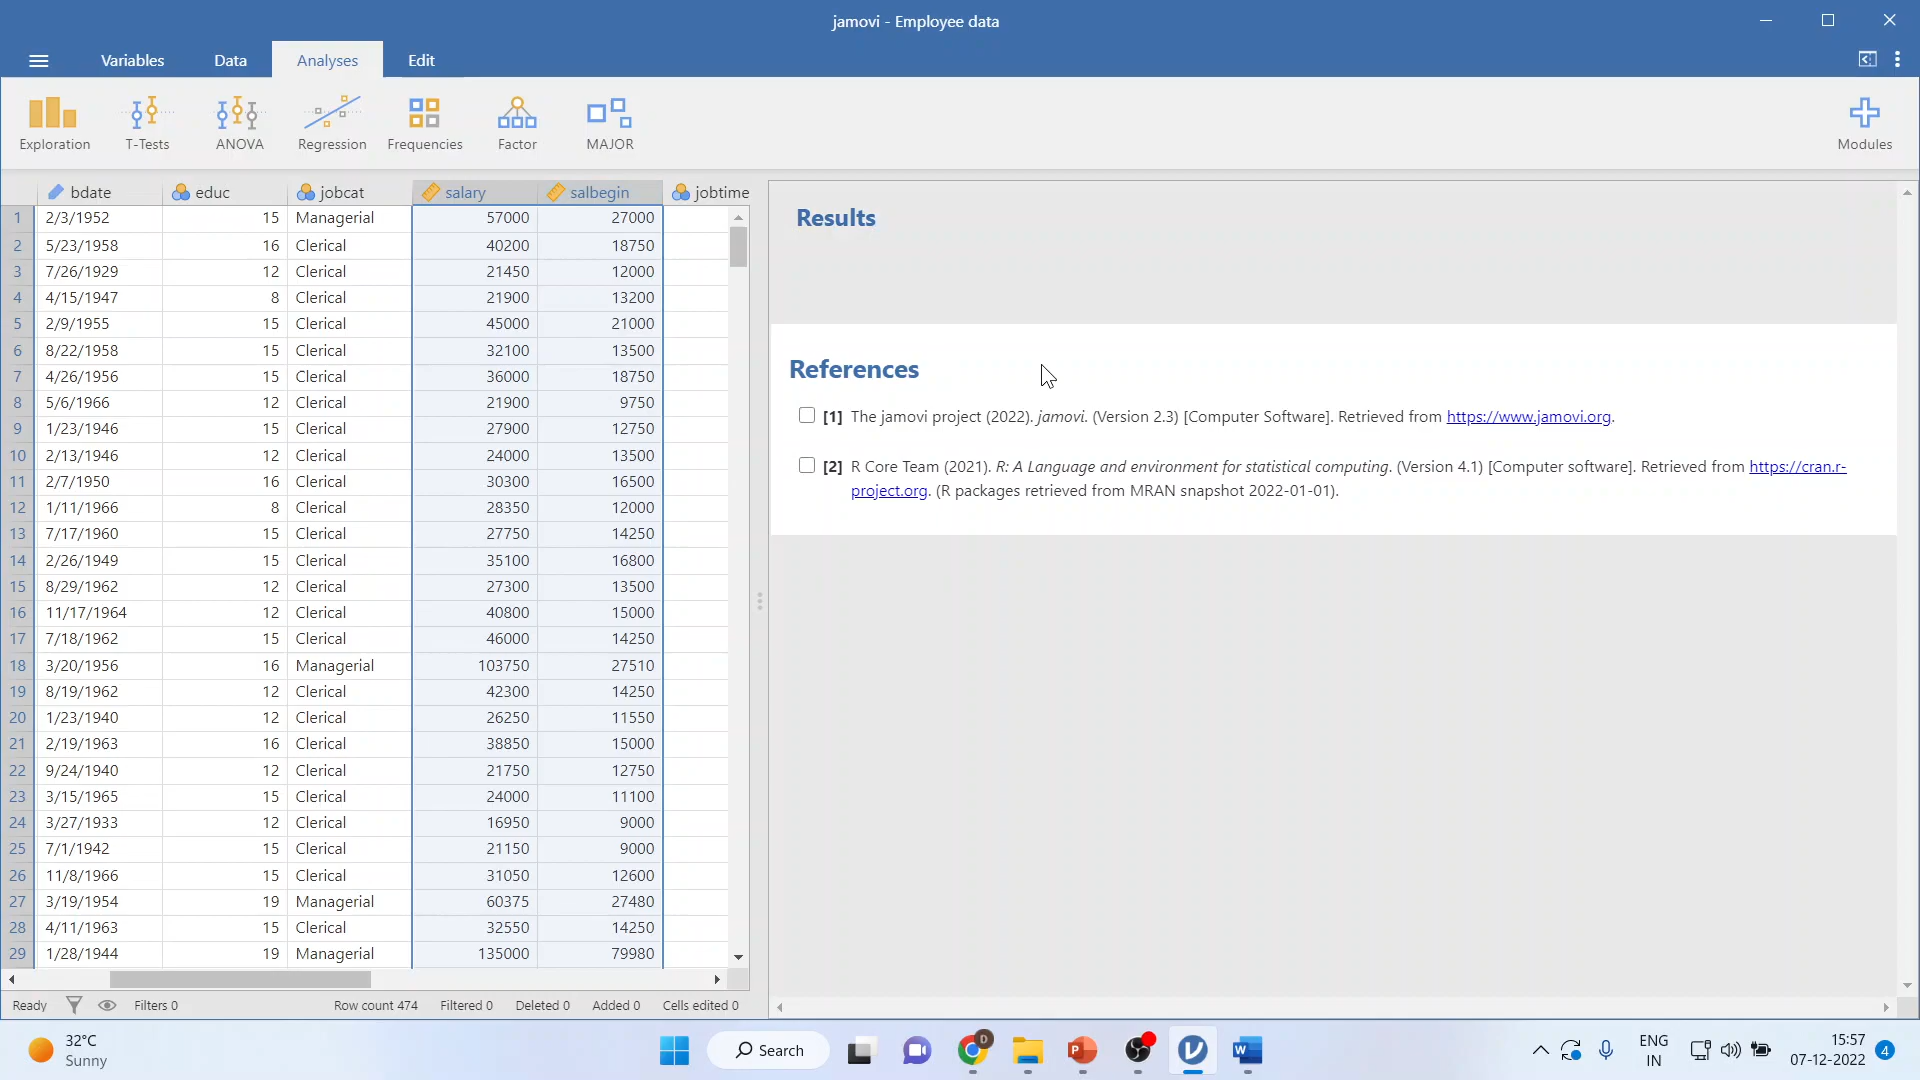 jamovi - Employee data
Variables Data Analyses Edit
Exploration T-Tests ANOVA Regression Frequencies Factor MAJOR Modules
bdate educ jobcat salary salbegin jobtime
1 2/3/1952 15 Managerial 57000 27000
2 5/23/1958 16 Clerical 40200 18750
3 7/26/1929 12 Clerical 21450 12000
4 4/15/1947 8 Clerical 21900 13200
5 2/9/1955 15 Clerical 45000 21000
6 8/22/1958 15 Clerical 32100 13500
7 4/26/1956 15 Clerical 36000 18750
8 5/6/1966 12 Clerical 21900 9750
9 1/23/1946 15 Clerical 27900 12750
10 2/13/1946 12 Clerical 24000 13500
11 2/7/1950 16 Clerical 30300 16500
12 1/11/1966 8 Clerical 28350 12000
13 7/17/1960 15 Clerical 27750 14250
14 2/26/1949 15 Clerical 35100 16800
15 8/29/1962 12 Clerical 27300 13500
16 11/17/1964 12 Clerical 40800 15000
17 7/18/1962 15 Clerical 46000 14250
18 3/20/1956 16 Managerial 103750 27510
19 8/19/1962 12 Clerical 42300 14250
20 1/23/1940 12 Clerical 26250 11550
21 2/19/1963 16 Clerical 38850 15000
22 9/24/1940 12 Clerical 21750 12750
23 3/15/1965 15 Clerical 24000 11100
24 3/27/1933 12 Clerical 16950 9000
25 7/1/1942 15 Clerical 21150 9000
26 11/8/1966 15 Clerical 31050 12600
27 3/19/1954 19 Managerial 60375 27480
28 4/11/1963 15 Clerical 32550 14250
29 1/28/1944 19 Managerial 135000 79980
Ready Filters 0 Row count 474 Filtered 0 Deleted 0 Added 0 Cells edited 0
Results
References
[1] The jamovi project (2022). jamovi. (Version 2.3) [Computer Software]. Retrieved from https://www.jamovi.org.
[2] R Core Team (2021). R: A Language and environment for statistical computing. (Version 4.1) [Computer software]. Retrieved from https://cran.r-
project.org. (R packages retrieved from MRAN snapshot 2022-01-01).
32°C
Sunny
Search
D
P
W
ENG
IN
15:57
07-12-2022
4